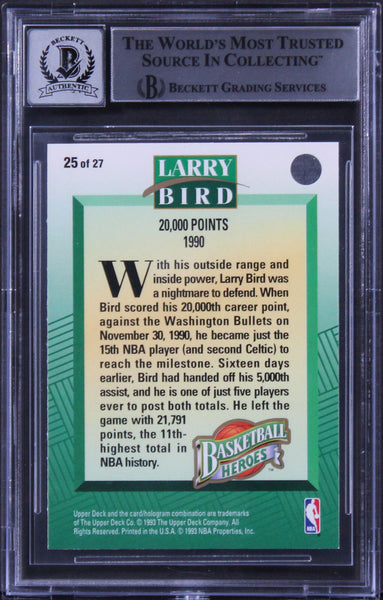 BECKETT
B
AUTHENTIC
THE WORLD'S MOST TRUSTED
SOURCE IN COLLECTING™
B BECKETT GRADING SERVICES
25 of 27
LARRY
BIRD
20,000 POINTS
1990
With his outside range and
inside power, Larry Bird was
a nightmare to defend. When
Bird scored his 20,000th career point,
against the Washington Bullets on
November 30, 1990, he became just the
15th NBA player (and second Celtic) to
reach the milestone. Sixteen days
earlier, Bird had handed off his 5,000th
assist, and he is one of just five players
ever to post both totals. He left the
game with 21,791
points, the 11th-
highest total in
NBA history.
BASKETBALL
HEROES™
Upper Deck and the card/hologram combination are trademarks
of The Upper Deck Co. © 1993 The Upper Deck Company. All
Rights Reserved. Printed in the U.S.A. © 1993 NBA Properties, Inc.
NBA